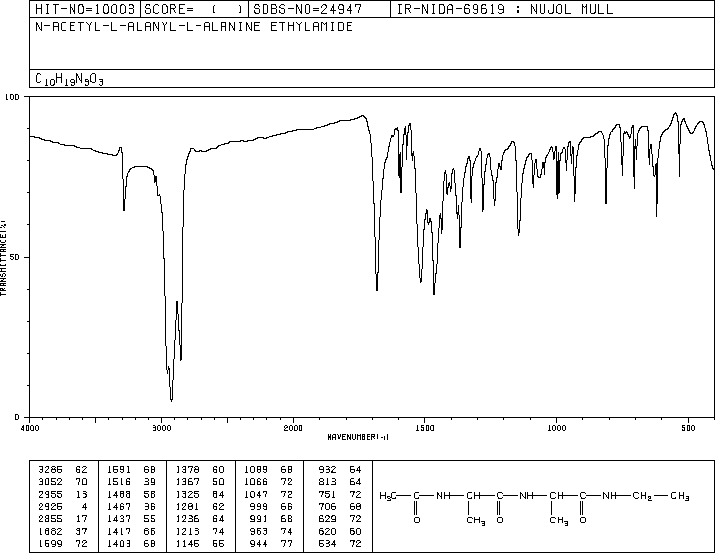 HIT-NO=10003 SCORE= ( ) SDBS-NO=24947 IR-NIDA-69619 : NUJOL MULL
N-ACETYL-L-ALANYL-L-ALANINE ETHYLAMIDE
C10H19N3O3
100
50
0
TRANSMITTANCE(%)
4000 3000 2000 1500 1000 500
WAVENUMBER(-1)
3285 62 1591 68 1378 60 1089 68 932 64
3052 70 1516 39 1367 50 1066 72 813 64
2955 13 1488 58 1325 64 1047 72 751 72
2925 4 1467 36 1281 62 999 66 706 68
2855 17 1437 55 1236 64 991 68 629 72
1682 37 1417 66 1213 74 963 74 620 60
1599 72 1403 68 1145 55 944 77 534 72
H3C C NH CH C NH CH C NH CH2 CH3
O CH3 O CH3 O